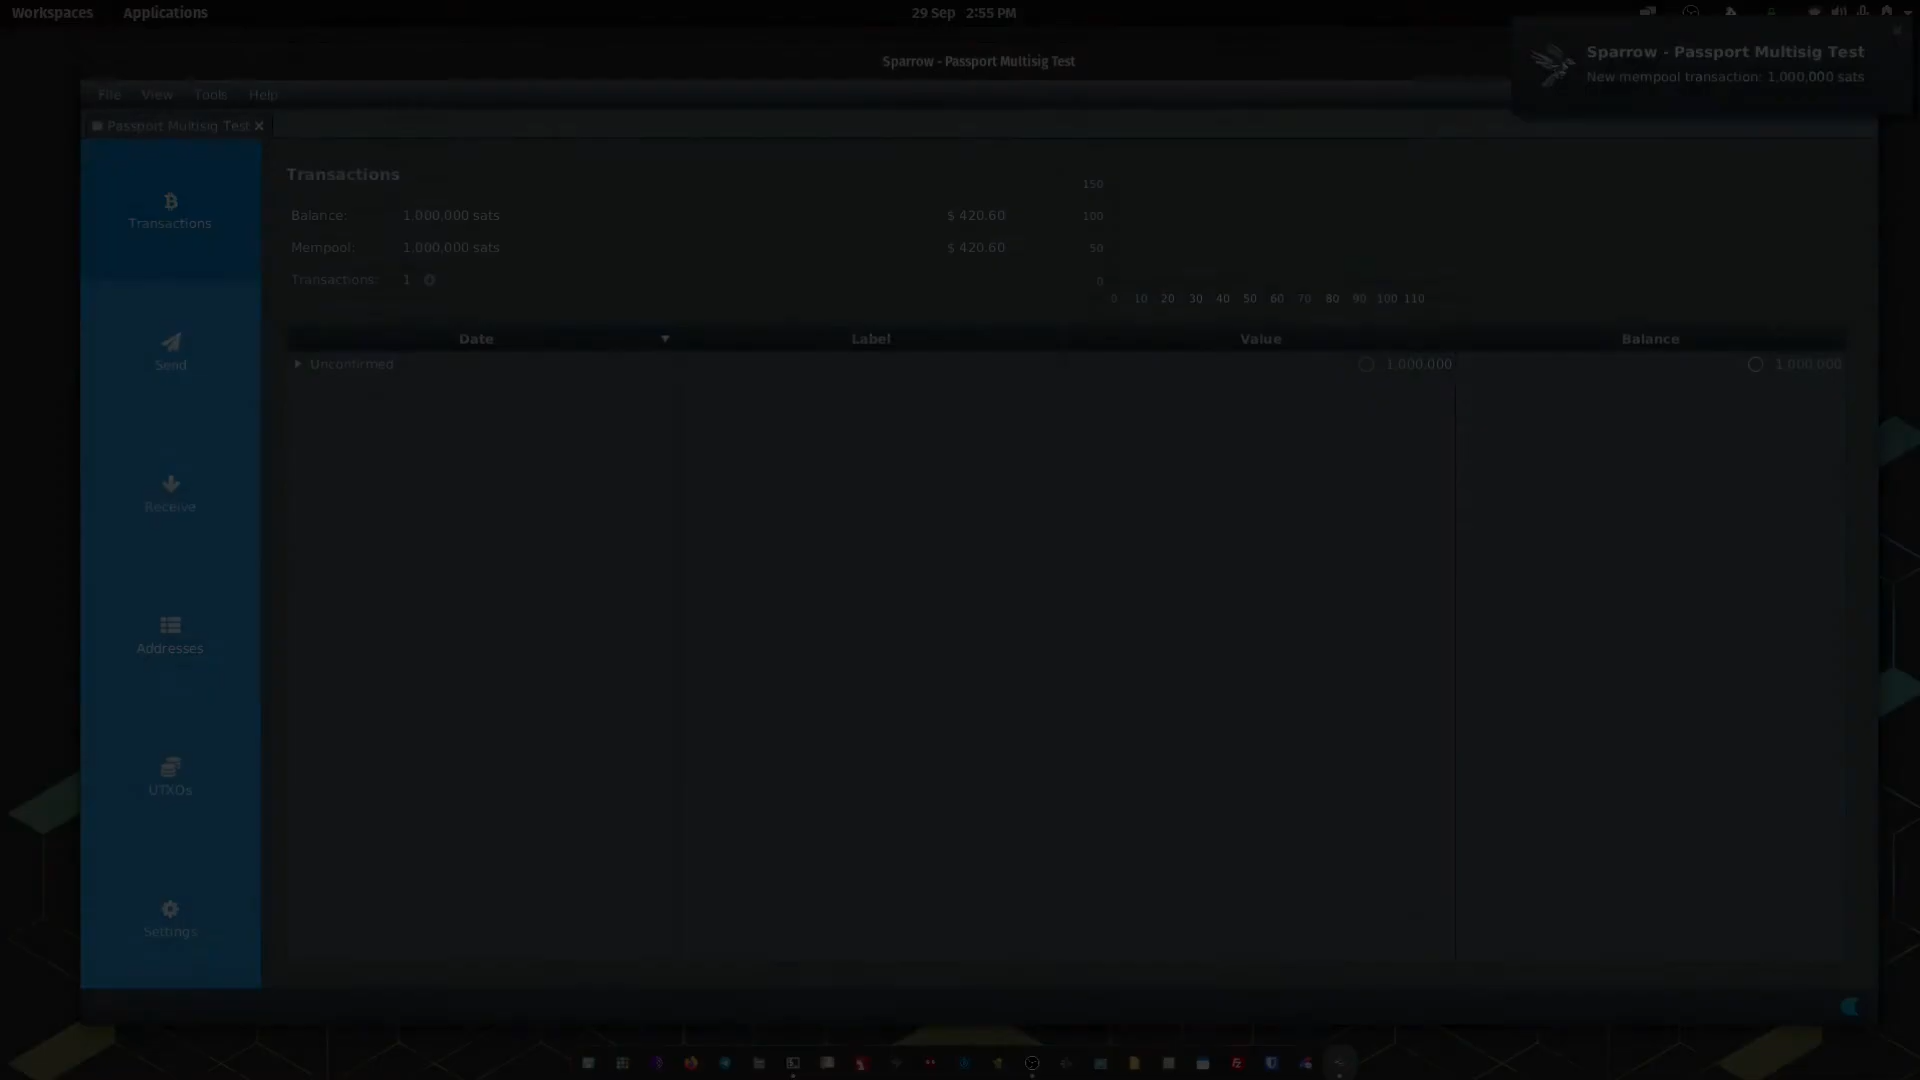 Workspaces Applications 29 Sep 2:55 PM
Sparrow - Passport Multisig Test
Sparrow - Passport Multisig Test
New mempool transaction: 1,000,000 sats
File View Tools Help
Passport Multisig Test
Transactions
Send
Receive
Addresses
UTXOs
Settings
Transactions
Balance: 1,000,000 sats $ 420.60
Mempool: 1,000,000 sats $ 420.60
Transactions: 1
150
100
50
0
0 10 20 30 40 50 60 70 80 90 100 110
Date Label Value Balance
Unconfirmed 1,000,000 1,000,000